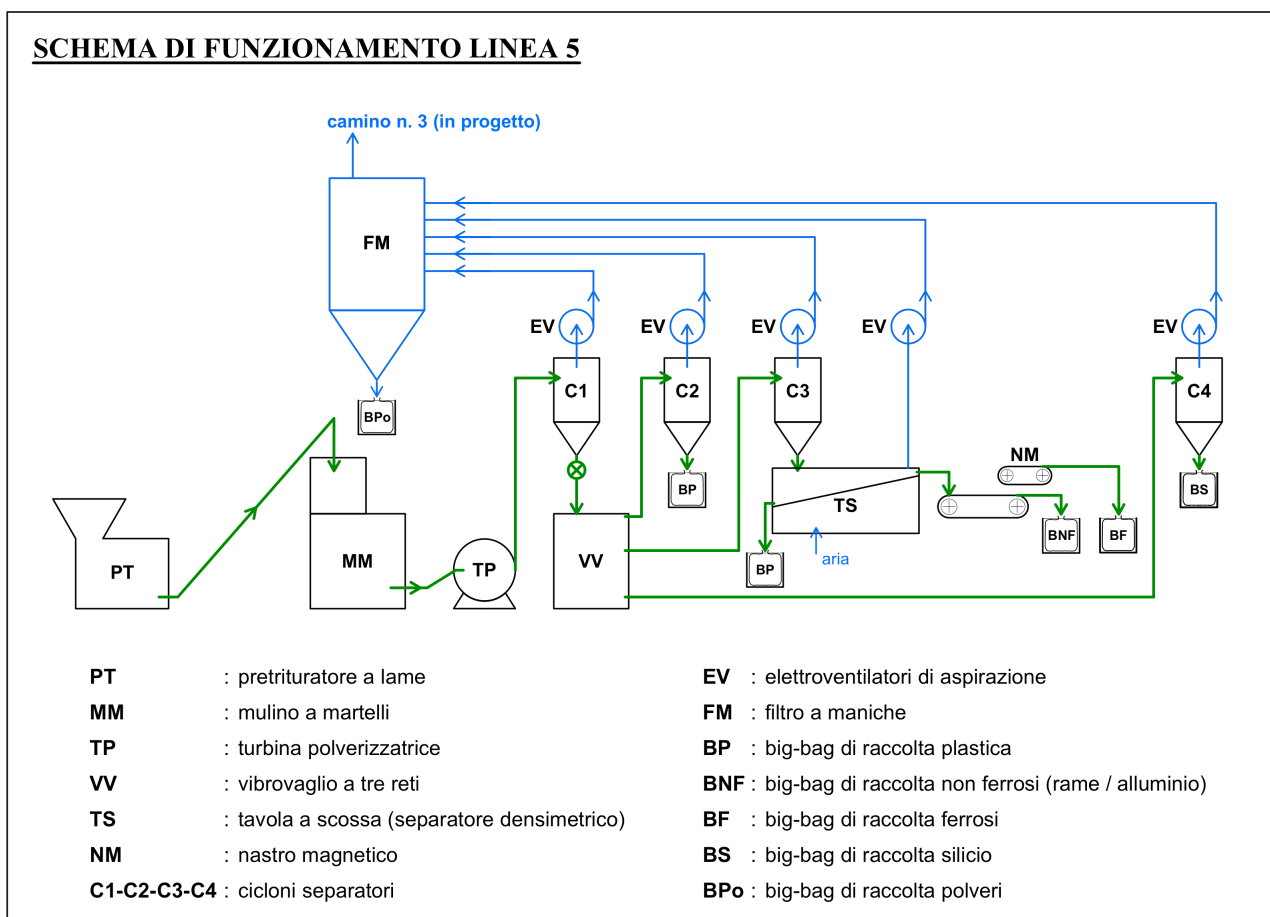 SCHEMA DI FUNZIONAMENTO LINEA 5
camino n. 3 (in progetto)
FM
EV EV EV EV EV
C1 C2 C3 C4
BPo
NM
BP BS
TS
MM TP VV BNF BF
PT BP aria
PT : pretrituratore a lame
MM : mulino a martelli
TP : turbina polverizzatrice
VV : vibrovaglio a tre reti
TS : tavola a scossa (separatore densimetrico)
NM : nastro magnetico
C1-C2-C3-C4 : cicloni separatori
EV : elettroventilatori di aspirazione
FM : filtro a maniche
BP : big-bag di raccolta plastica
BNF : big-bag di raccolta non ferrosi (rame / alluminio)
BF : big-bag di raccolta ferrosi
BS : big-bag di raccolta silicio
BPo : big-bag di raccolta polveri